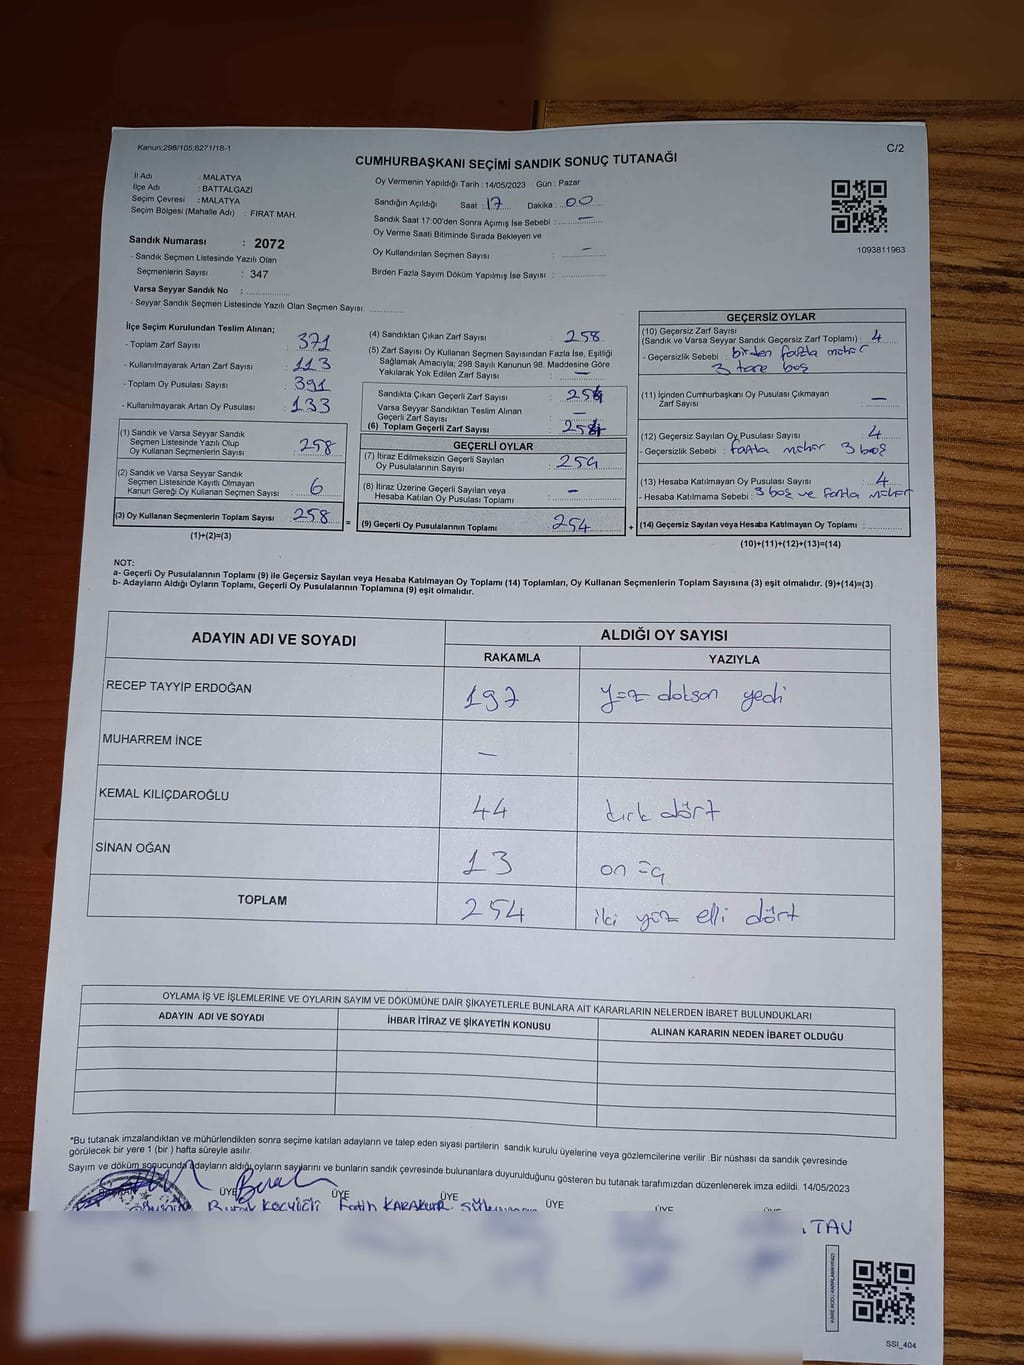 Kanun;298/105;6271/18-1
C/2
CUMHURBAŞKANI SEÇİMİ SANDIK SONUÇ TUTANAĞI
İl Adı : MALATYA
İlçe Adı : BATTALGAZİ
Seçim Çevresi : MALATYA
Seçim Bölgesi (Mahalle Adı) : FIRAT MAH.
Oy Vermenin Yapıldığı Tarih : 14/05/2023 Gün : Pazar
Sandığın Açıldığı Saat : 17 Dakika : 00
Sandık Saat 17:00'den Sonra Açımış İse Sebebi : —
Oy Verme Saati Bitiminde Sırada Bekleyen ve
Oy Kullandırılan Seçmen Sayısı : —
Birden Fazla Sayım Döküm Yapılmış İse Sayısı :
1093811963
Sandık Numarası : 2072
- Sandık Seçmen Listesinde Yazılı Olan
Seçmenlerin Sayısı : 347
Varsa Seyyar Sandık No :
- Seyyar Sandık Seçmen Listesinde Yazılı Olan Seçmen Sayısı:
İlçe Seçim Kurulundan Teslim Alınan;
- Toplam Zarf Sayısı : 371
- Kullanılmayarak Artan Zarf Sayısı : 113
- Toplam Oy Pusulası Sayısı : 391
- Kullanılmayarak Artan Oy Pusulası : 133
(1) Sandık ve Varsa Seyyar Sandık
Seçmen Listesinde Yazılı Olup
Oy Kullanan Seçmenlerin Sayısı : 258
(2) Sandık ve Varsa Seyyar Sandık
Seçmen Listesinde Kayıtlı Olmayan
Kanun Gereği Oy Kullanan Seçmen Sayısı : 6
(3) Oy Kullanan Seçmenlerin Toplam Sayısı : 258 =
(1)+(2)=(3)
(4) Sandıktan Çıkan Zarf Sayısı : 258
(5) Zarf Sayısı Oy Kullanan Seçmen Sayısından Fazla İse, Eşitliği
Sağlamak Amacıyla; 298 Sayılı Kanunun 98. Maddesine Göre
Yakılarak Yok Edilen Zarf Sayısı : —
Sandıkta Çıkan Geçerli Zarf Sayısı : 254
Varsa Seyyar Sandıktan Teslim Alınan
Geçerli Zarf Sayısı : —
(6) Toplam Geçerli Zarf Sayısı : 254
GEÇERLİ OYLAR
(7) İtiraz Edilmeksizin Geçerli Sayılan
Oy Pusulalarının Sayısı : 254
(8) İtiraz Üzerine Geçerli Sayılan veya
Hesaba Katılan Oy Pusulası Toplamı : —
(9) Geçerli Oy Pusulalarının Toplamı : 254 +
GEÇERSİZ OYLAR
(10) Geçersiz Zarf Sayısı
(Sandık ve Varsa Seyyar Sandık Geçersiz Zarf Toplamı) : 4
- Geçersizlik Sebebi : birden fazla mühür
3 tane boş
(11) İçinden Cumhurbaşkanı Oy Pusulası Çıkmayan
Zarf Sayısı : —
(12) Geçersiz Sayılan Oy Pusulası Sayısı : 4
- Geçersizlik Sebebi : fazla mühür 3 boş
(13) Hesaba Katılmayan Oy Pusulası Sayısı : 4
- Hesaba Katılmama Sebebi : 3 boş ve fazla mühür
(14) Geçersiz Sayılan veya Hesaba Katılmayan Oy Toplamı :
(10)+(11)+(12)+(13)=(14)
NOT:
a- Geçerli Oy Pusulalarının Toplamı (9) ile Geçersiz Sayılan veya Hesaba Katılmayan Oy Toplamı (14) Toplamları, Oy Kullanan Seçmenlerin Toplam Sayısına (3) eşit olmalıdır. (9)+(14)=(3)
b- Adayların Aldığı Oyların Toplamı, Geçerli Oy Pusulalarının Toplamına (9) eşit olmalıdır.
ADAYIN ADI VE SOYADI
ALDIĞI OY SAYISI
RAKAMLA YAZIYLA
RECEP TAYYİP ERDOĞAN 197 yüz doksan yedi
MUHARREM İNCE —
KEMAL KILIÇDAROĞLU 44 kırk dört
SİNAN OĞAN 13 on üç
TOPLAM 254 iki yüz elli dört
OYLAMA İŞ VE İŞLEMLERİNE VE OYLARIN SAYIM VE DÖKÜMÜNE DAİR ŞİKAYETLERLE BUNLARA AİT KARARLARIN NELERDEN İBARET BULUNDUKLARI
ADAYIN ADI VE SOYADI İHBAR İTİRAZ VE ŞİKAYETİN KONUSU ALINAN KARARIN NEDEN İBARET OLDUĞU
*Bu tutanak imzalandıktan ve mühürlendikten sonra seçime katılan adayların ve talep eden siyasi partilerin sandık kurulu üyelerine veya gözlemcilerine verilir .Bir nüshası da sandık çevresinde
görülecek bir yere 1 (bir ) hafta süreyle asılır.
Sayım ve döküm sonucunda adayların aldığı oyların sayılarını ve bunların sandık çevresinde bulunanlara duyurulduğunu gösteren bu tutanak tarafımızdan düzenlenerek imza edildi. 14/05/2023
BAŞKAN ÜYE ÜYE ÜYE ÜYE ÜYE ÜYE
Fatih KARAKURT
TAV
SSİ_404